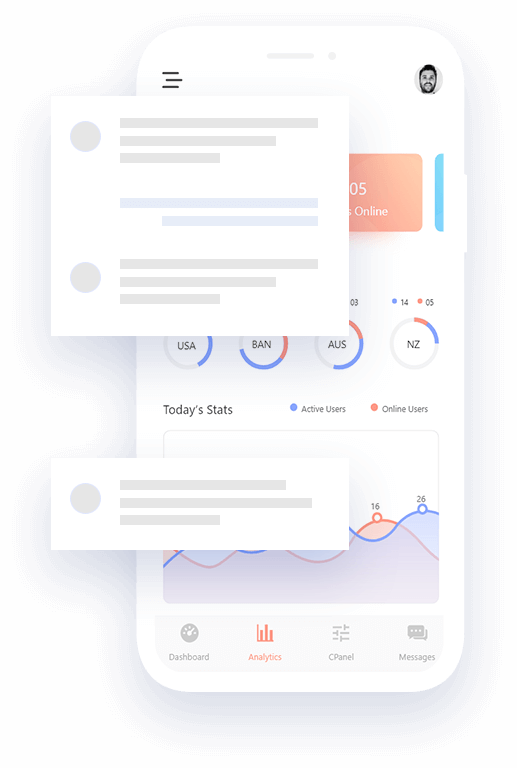 05
s Online
03
14
05
USA
BAN
AUS
NZ
Today's Stats
Active Users
Online Users
16
26
Dashboard
Analytics
CPanel
Messages